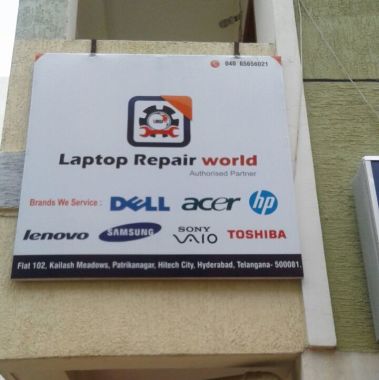 040 65656021
Laptop Repair world
Authorised Partner
Brands We Service : DELL acer hp
lenovo SAMSUNG SONY VAIO TOSHIBA
Flat 102, Kailash Meadows, Patrikanagar, Hitech City, Hyderabad, Telangana- 500081.